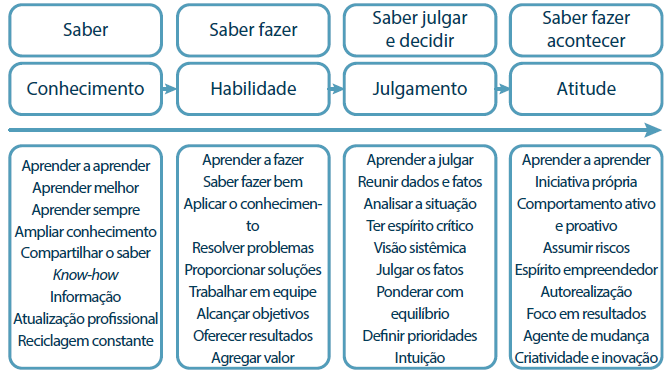 Saber
Saber fazer
Saber julgar
e decidir
Saber fazer
acontecer
Conhecimento
Habilidade
Julgamento
Atitude
Aprender a aprender
Aprender melhor
Aprender sempre
Ampliar conhecimento
Compartilhar o saber
Know-how
Informação
Atualização profissional
Reciclagem constante
Aprender a fazer
Saber fazer bem
Aplicar o conhecimen-
to
Resolver problemas
Proporcionar soluções
Trabalhar em equipe
Alcançar objetivos
Oferecer resultados
Agregar valor
Aprender a julgar
Reunir dados e fatos
Analisar a situação
Ter espírito crítico
Visão sistêmica
Julgar os fatos
Ponderar com
equilíbrio
Definir prioridades
Intuição
Aprender a aprender
Iniciativa própria
Comportamento ativo
e proativo
Assumir riscos
Espírito empreendedor
Autorealização
Foco em resultados
Agente de mudança
Criatividade e inovação